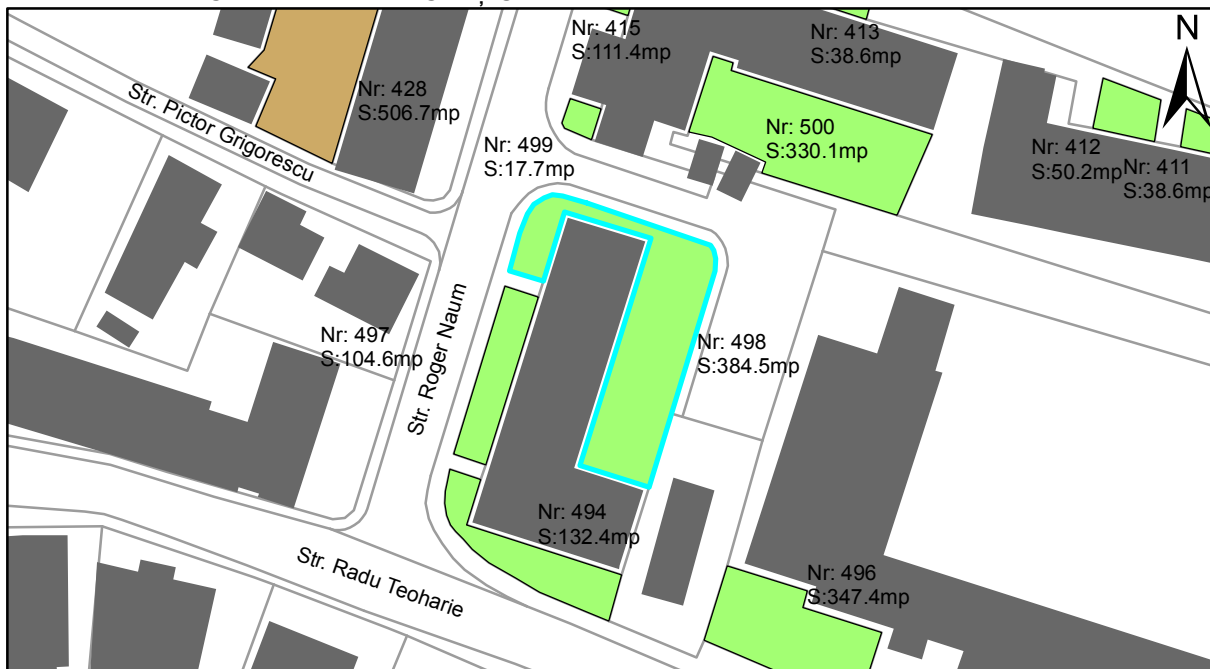 N
Nr: 415
S:111.4mp
Nr: 413
S:38.6mp
Nr: 428
S:506.7mp
Str. Pictor Grigorescu
Nr: 500
S:330.1mp
Nr: 499
S:17.7mp
Nr: 412
S:50.2mp
Nr: 411
S:38.6mp
Nr: 497
S:104.6mp
Str. Roger Naum
Nr: 498
S:384.5mp
Nr: 494
S:132.4mp
Str. Radu Teoharie
Nr: 496
S:347.4mp